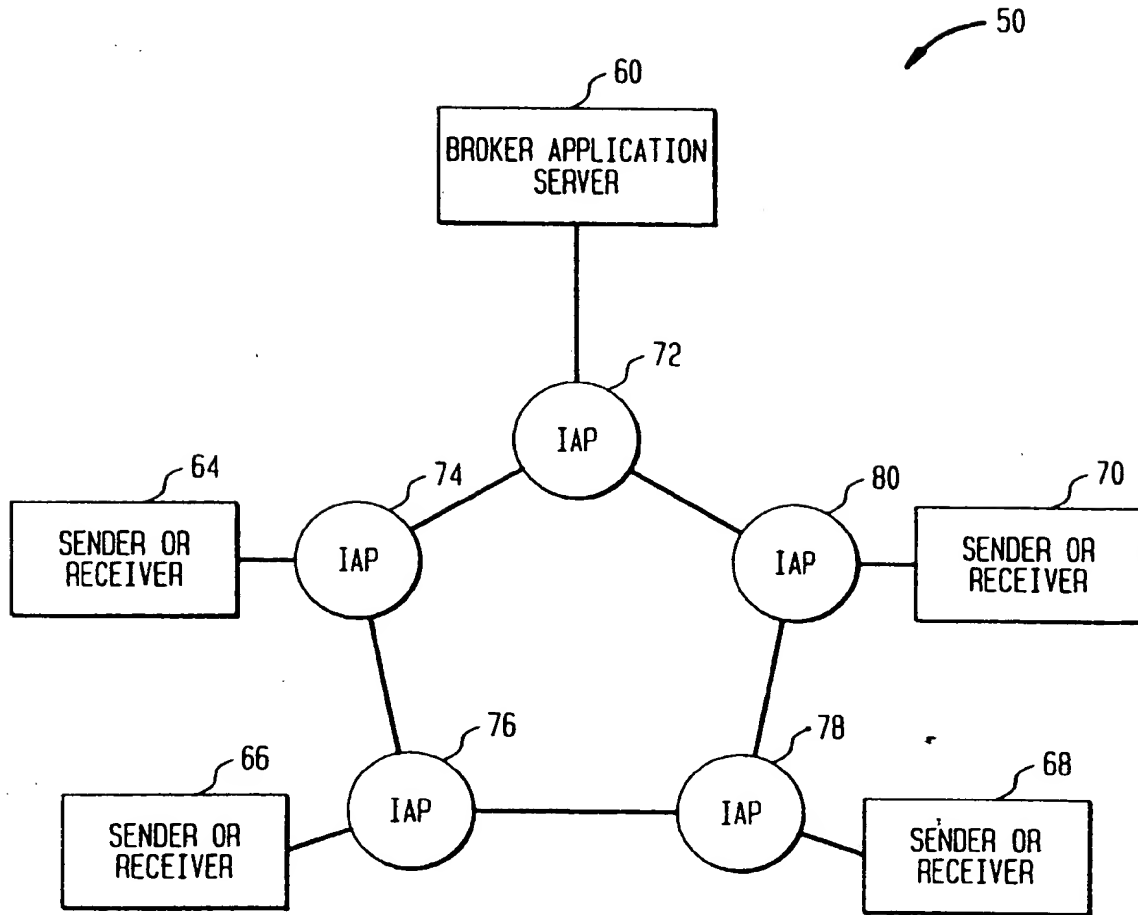 50
60
BROKER APPLICATION
SERVER
72
IAP
64
74
80
70
SENDER OR
RECEIVER
IAP
IAP
SENDER OR
RECEIVER
66
76
78
68
SENDER OR
RECEIVER
IAP
IAP
SENDER OR
RECEIVER